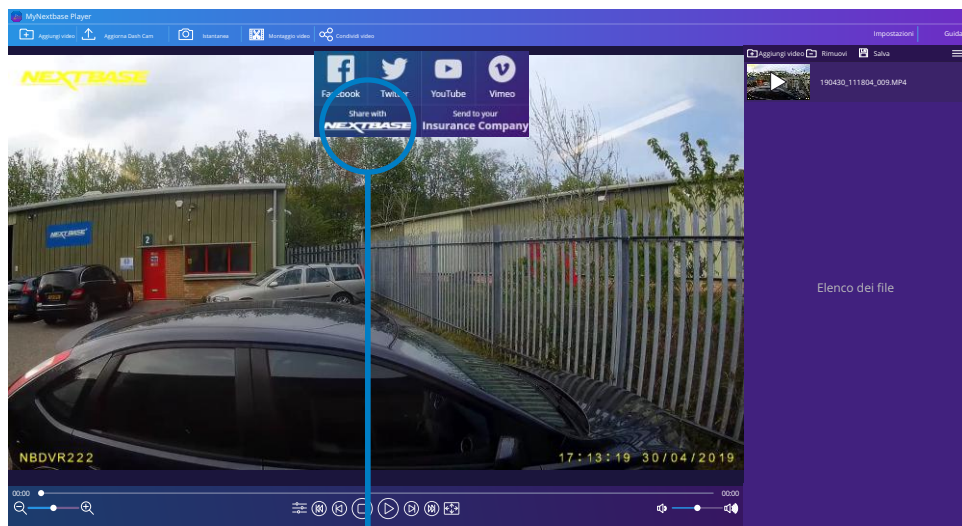 MyNextbase Player
Aggiungi video Aggiorna Dash Cam Istantanea Montaggio video Condividi video Impostazioni Guida
Aggiungi video Rimuovi Salva
NEXTBASE
Facebook Twitter YouTube Vimeo
Share with
NEXTBASE
Send to your
Insurance Company
190430_111804_009.MP4
NEXTBASE
2
Elenco dei file
NBDVR222
17:13:19 30/04/2019
00:00 00:00